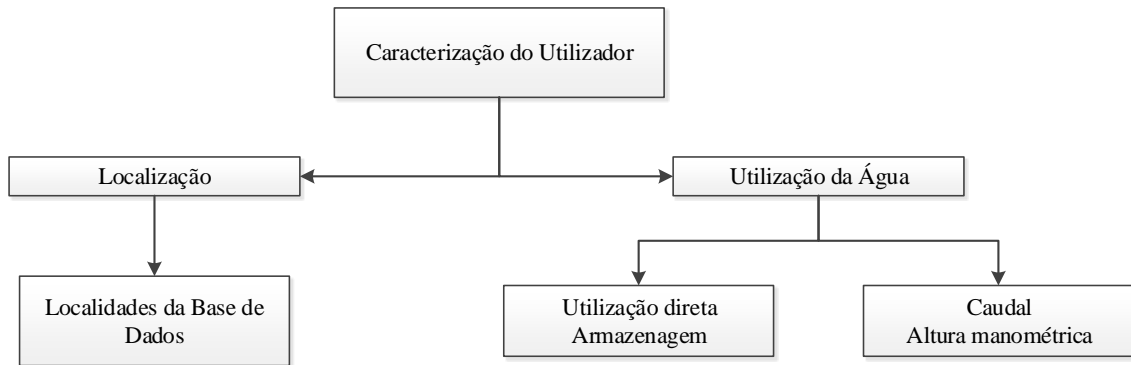 Caracterização do Utilizador
Localização
Utilização da Água
Localidades da Base de
Dados
Utilização direta
Armazenagem
Caudal
Altura manométrica